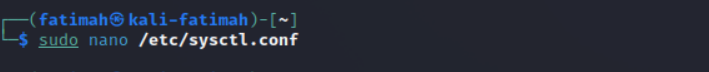 ┌──(fatimah㉿kali-fatimah)-[~]
└─$ sudo nano /etc/sysctl.conf